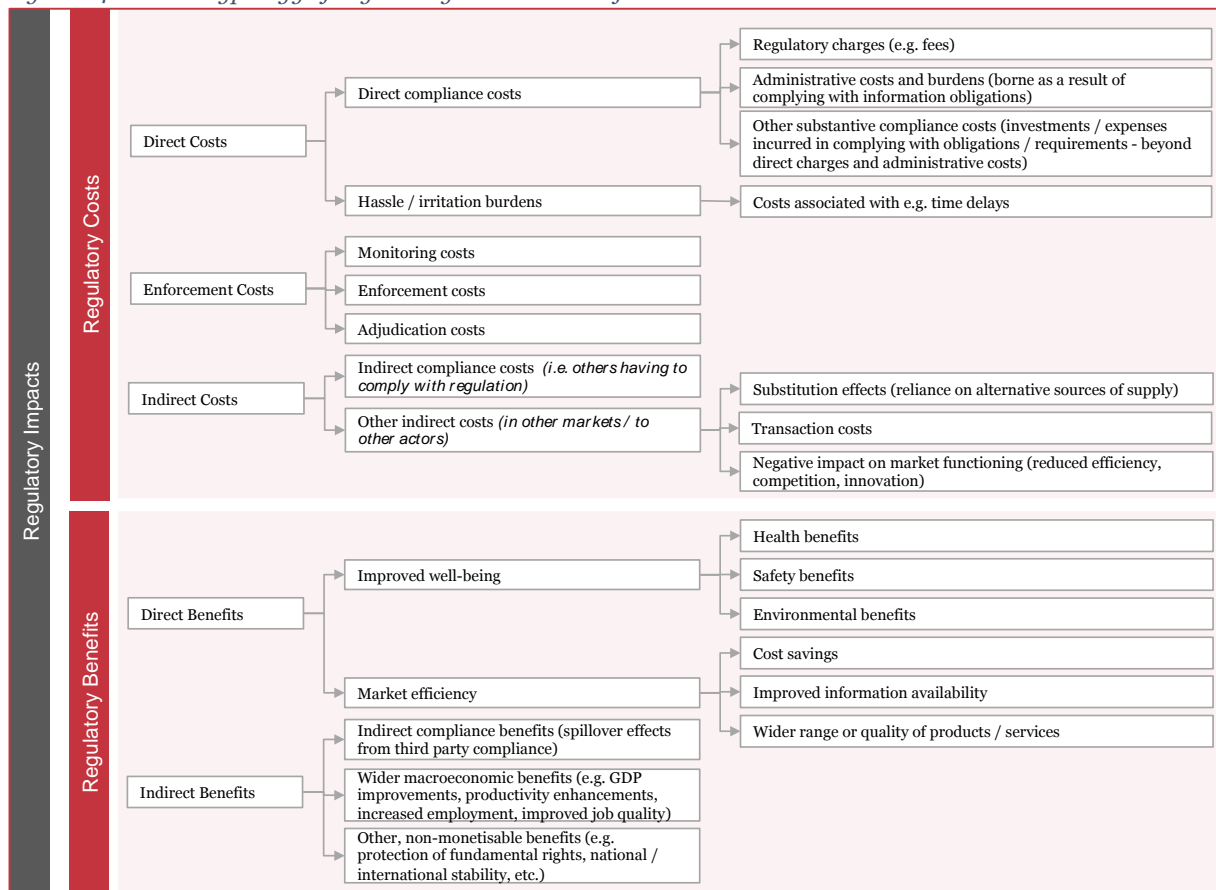 Regulatory Impacts
Regulatory Costs
Direct Costs
Direct compliance costs
Regulatory charges (e.g. fees)
Administrative costs and burdens (borne as a result of
complying with information obligations)
Other substantive compliance costs (investments / expenses
incurred in complying with obligations / requirements - beyond
direct charges and administrative costs)
Hassle / irritation burdens
Costs associated with e.g. time delays
Enforcement Costs
Monitoring costs
Enforcement costs
Adjudication costs
Indirect Costs
Indirect compliance costs (i.e. others having to
comply with regulation)
Other indirect costs (in other markets / to
other actors)
Substitution effects (reliance on alternative sources of supply)
Transaction costs
Negative impact on market functioning (reduced efficiency,
competition, innovation)
Regulatory Benefits
Direct Benefits
Improved well-being
Health benefits
Safety benefits
Environmental benefits
Market efficiency
Cost savings
Improved information availability
Wider range or quality of products / services
Indirect Benefits
Indirect compliance benefits (spillover effects
from third party compliance)
Wider macroeconomic benefits (e.g. GDP
improvements, productivity enhancements,
increased employment, improved job quality)
Other, non-monetisable benefits (e.g.
protection of fundamental rights, national /
international stability, etc.)